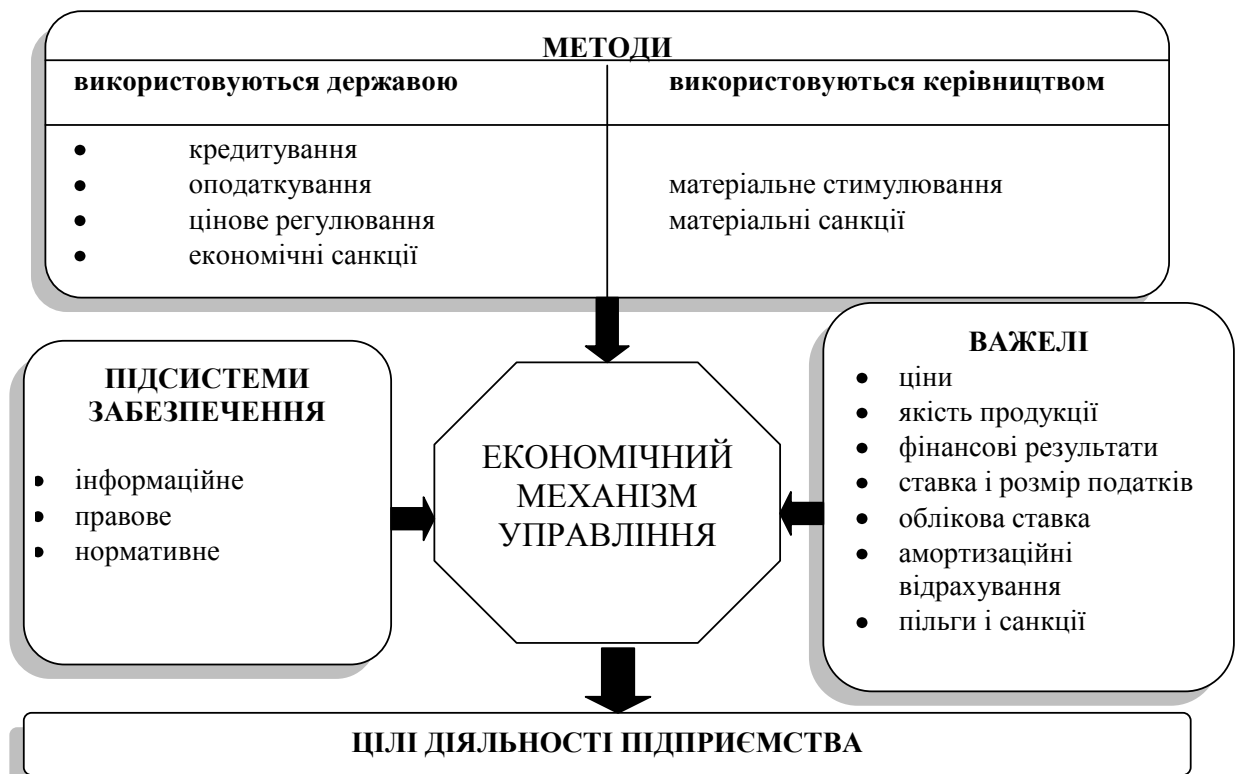 МЕТОДИ
використовуються державою
використовуються керівництвом
• кредитування
• оподаткування
• цінове регулювання
• економічні санкції
матеріальне стимулювання
матеріальні санкції
ПІДСИСТЕМИ
ЗАБЕЗПЕЧЕННЯ
• інформаційне
• правове
• нормативне
ЕКОНОМІЧНИЙ
МЕХАНІЗМ
УПРАВЛІННЯ
ВАЖЕЛІ
• ціни
• якість продукції
• фінансові результати
• ставка і розмір податків
• облікова ставка
• амортизаційні
відрахування
• пільги і санкції
ЦІЛІ ДІЯЛЬНОСТІ ПІДПРИЄМСТВА